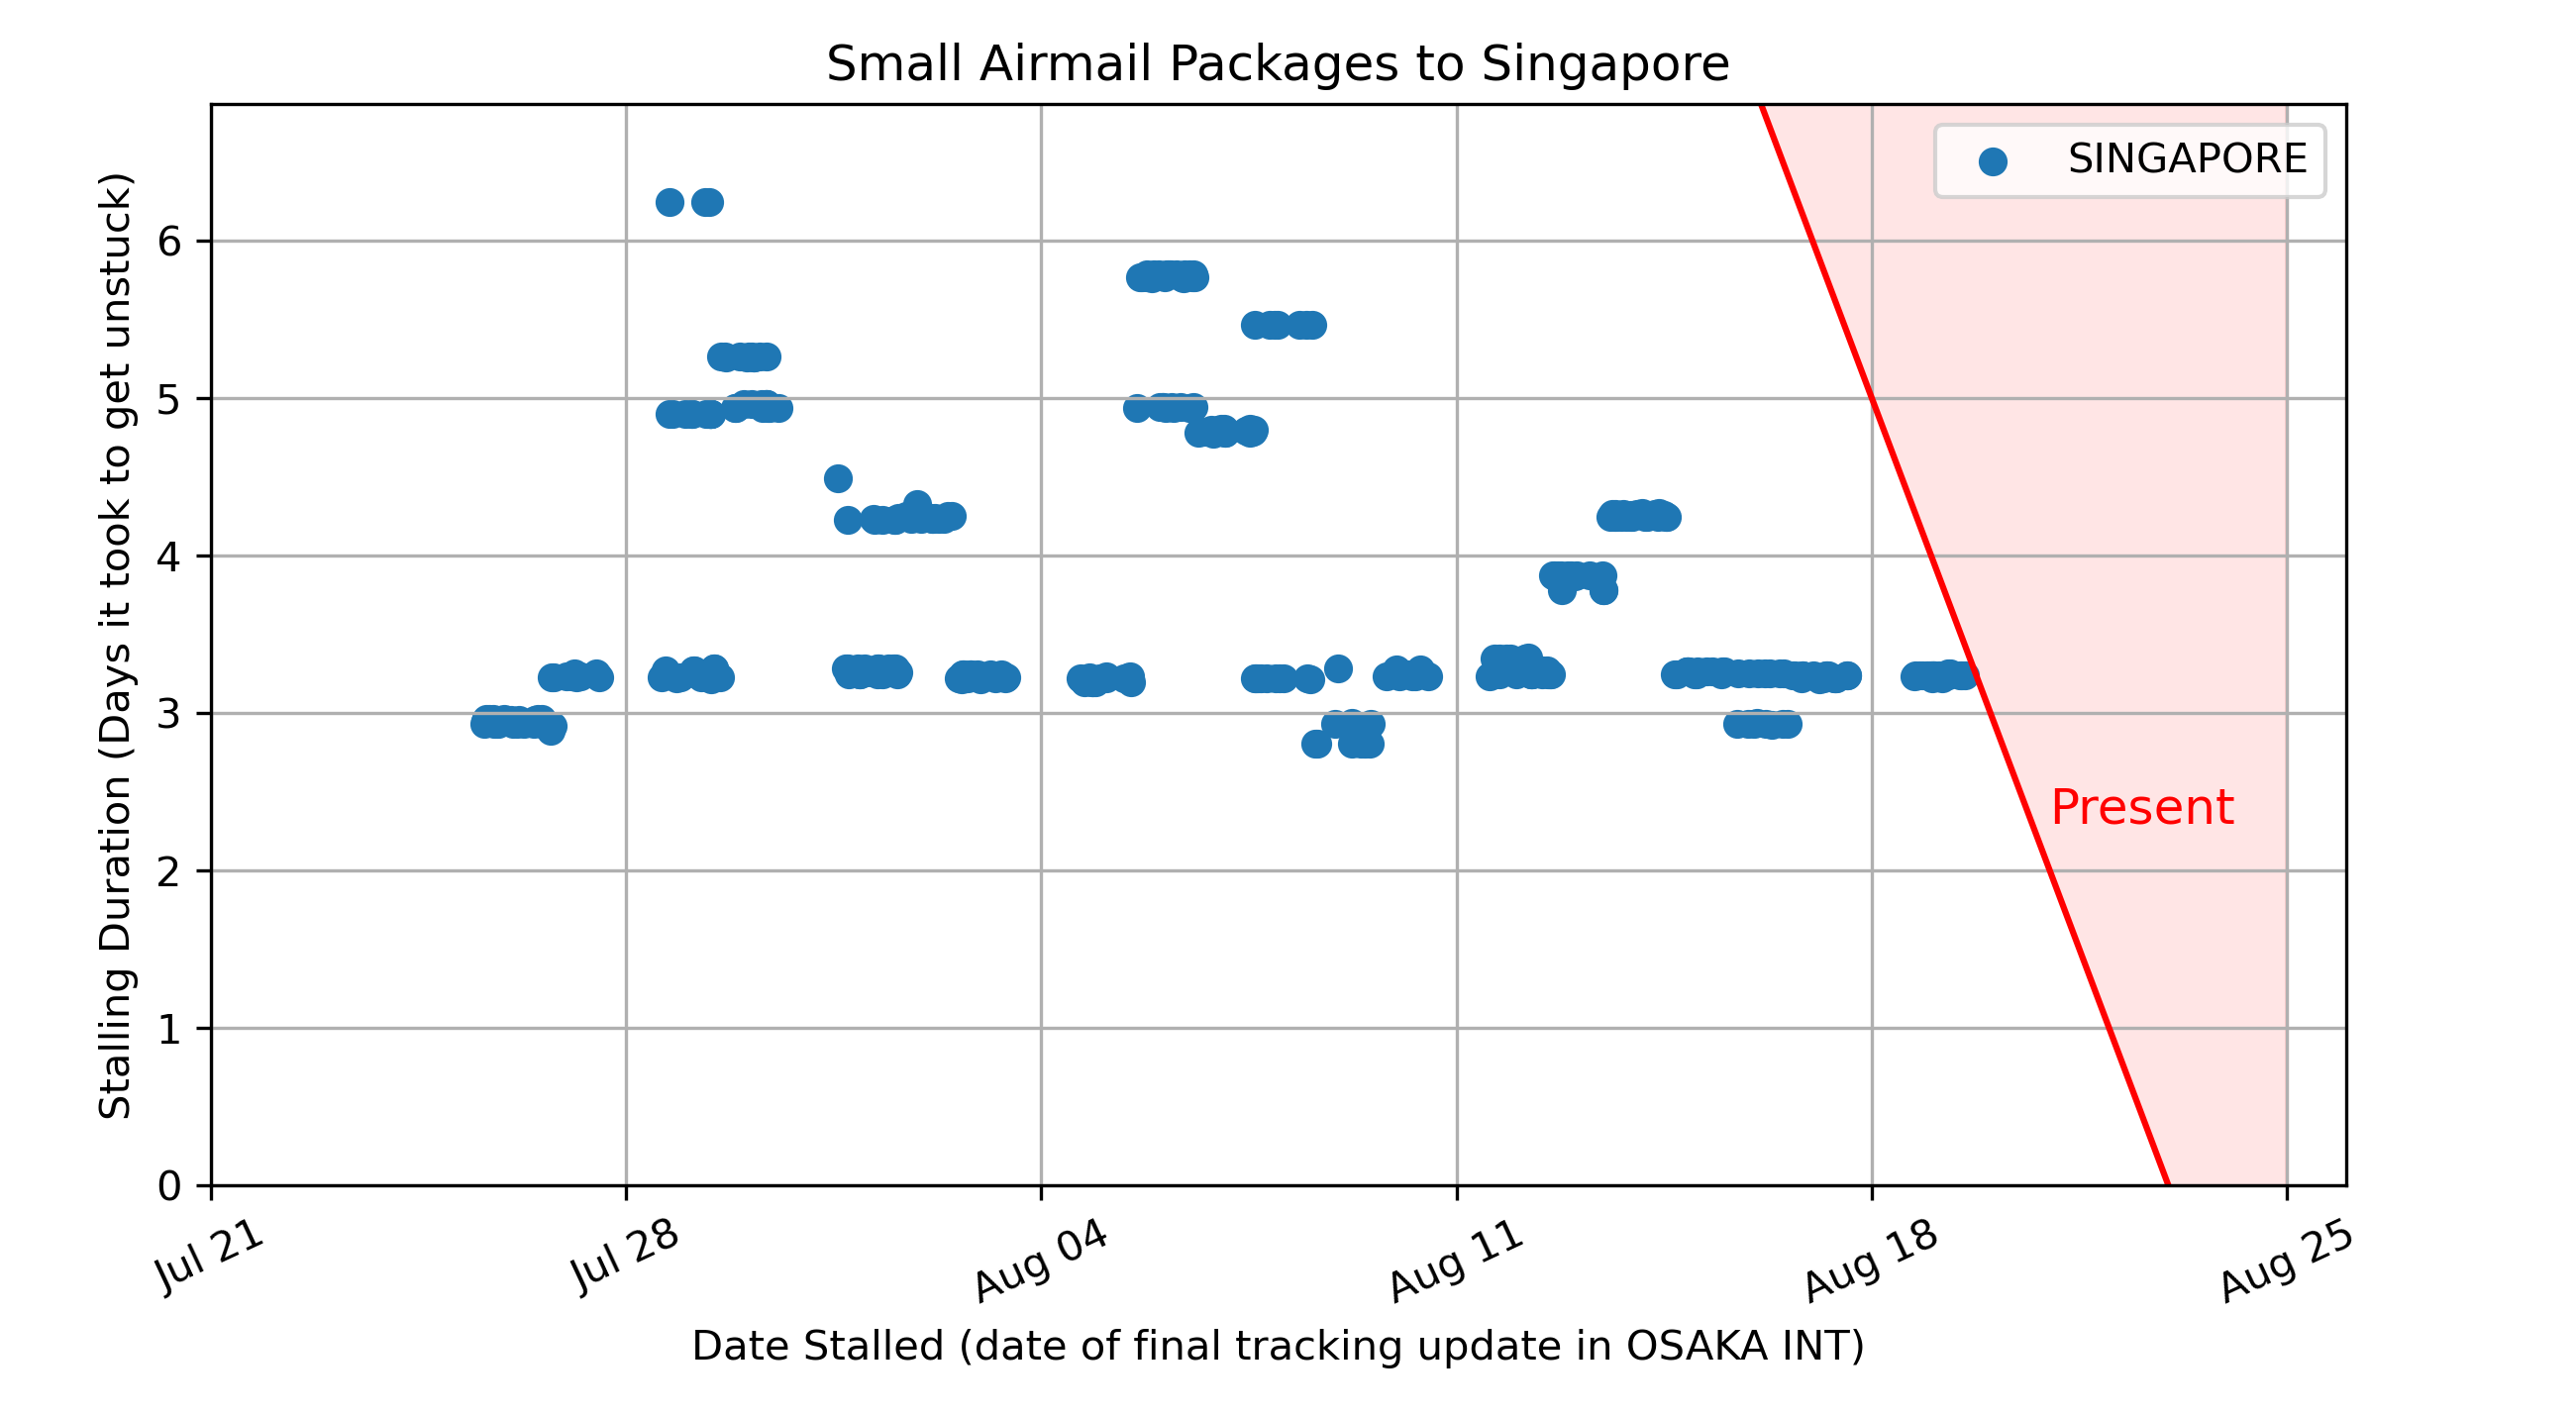 Small Airmail Packages to Singapore
SINGAPORE
Stalling Duration (Days it took to get unstuck)
6
5
4
3
2
1
0
Present
Jul 21
Jul 28
Aug 04
Aug 11
Aug 18
Aug 25
Date Stalled (date of final tracking update in OSAKA INT)